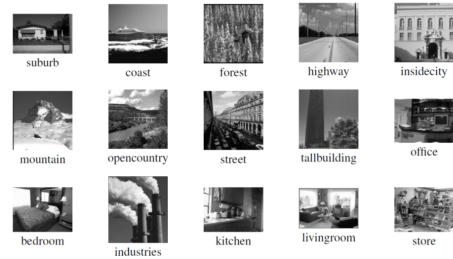 suburb
coast
forest
highway
insidecity
mountain
opencountry
street
tallbuilding
office
bedroom
industries
kitchen
livingroom
store